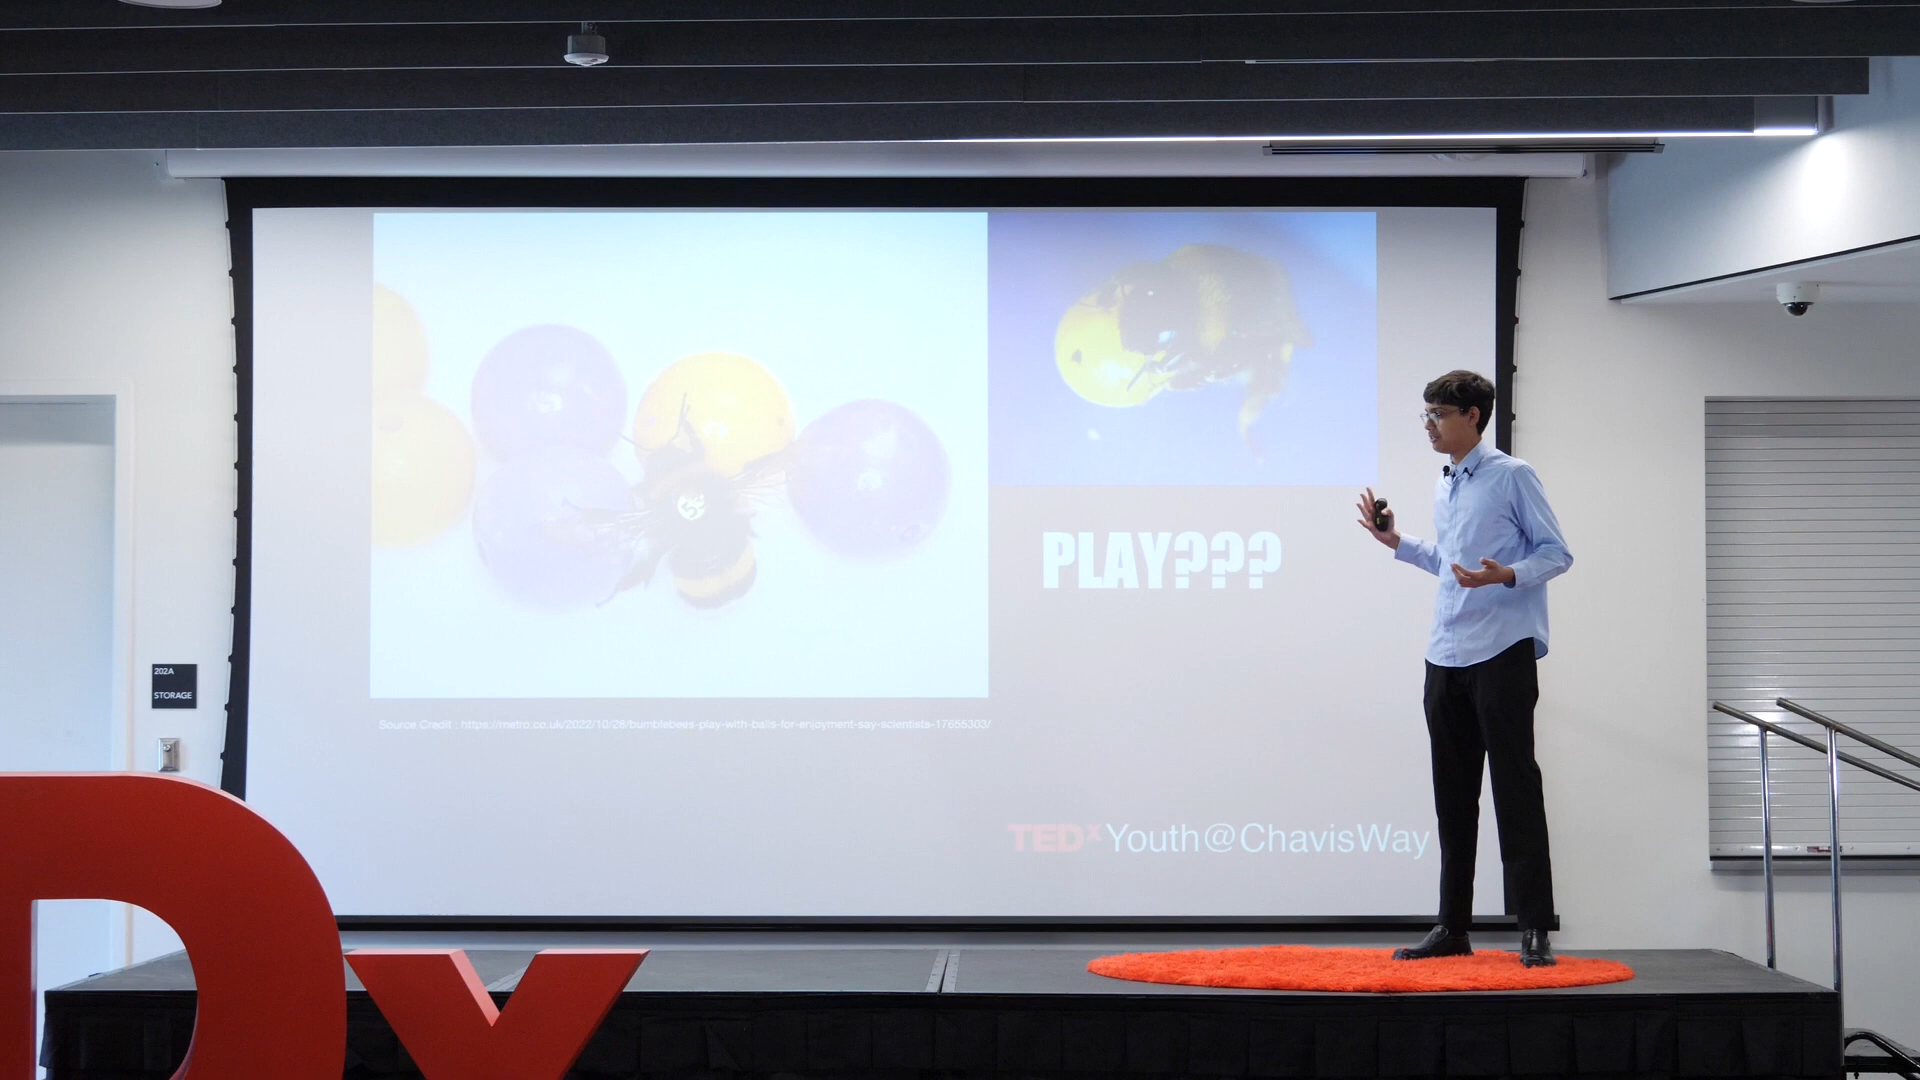 PLAY???
Source Credit : https://metro.co.uk/2022/10/28/bumblebees-play-with-balls-for-enjoyment-say-scientists-17655303/
202A
STORAGE
TEDx Youth@ChavisWay
Dx